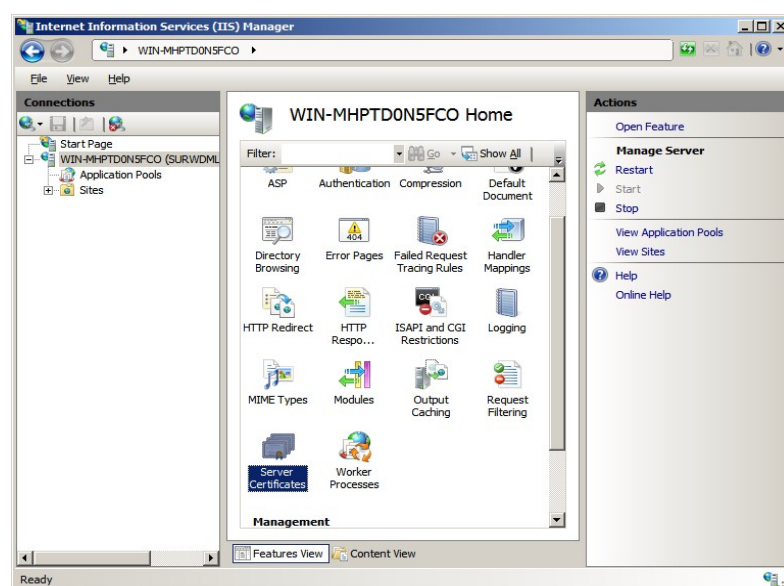 Internet Information Services (IIS) Manager
WIN-MHPTD0N5FCO
File View Help
Connections
Start Page
WIN-MHPTD0N5FCO (SURWDML
Application Pools
Sites
WIN-MHPTD0N5FCO Home
Filter: Go Show All
ASP Authentication Compression Default
Document
Directory Error Pages Failed Request Handler
Browsing Tracing Rules Mappings
404
HTTP Redirect HTTP ISAPI and CGI Logging
Respo... Restrictions
MIME Types Modules Output Request
Caching Filtering
Server Worker
Certificates Processes
Management
Features View Content View
Actions
Open Feature
Manage Server
Restart
Start
Stop
View Application Pools
View Sites
Help
Online Help
Ready